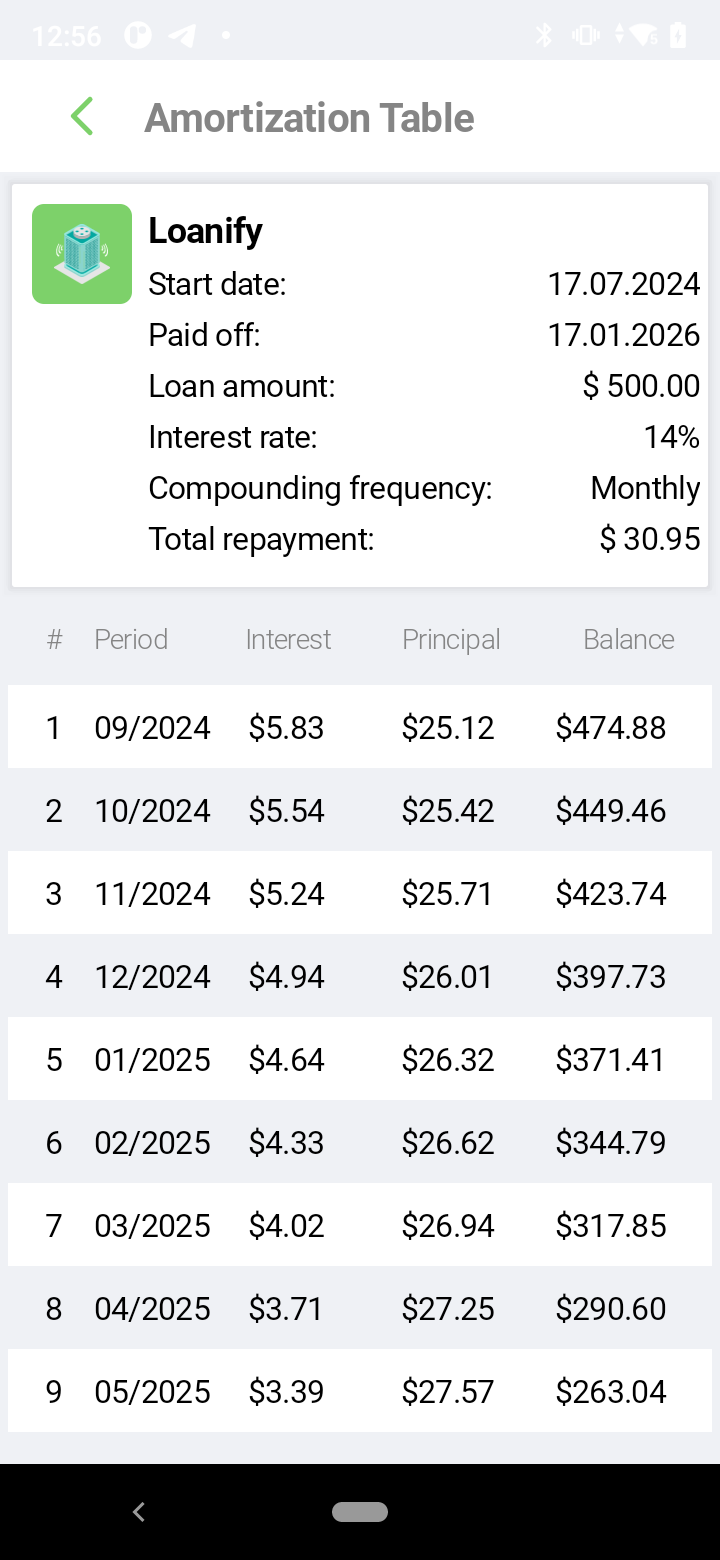 12:56
Amortization Table
Loanify
Start date: 17.07.2024
Paid off: 17.01.2026
Loan amount: $ 500.00
Interest rate: 14%
Compounding frequency: Monthly
Total repayment: $ 30.95
# Period Interest Principal Balance
1 09/2024 $5.83 $25.12 $474.88
2 10/2024 $5.54 $25.42 $449.46
3 11/2024 $5.24 $25.71 $423.74
4 12/2024 $4.94 $26.01 $397.73
5 01/2025 $4.64 $26.32 $371.41
6 02/2025 $4.33 $26.62 $344.79
7 03/2025 $4.02 $26.94 $317.85
8 04/2025 $3.71 $27.25 $290.60
9 05/2025 $3.39 $27.57 $263.04